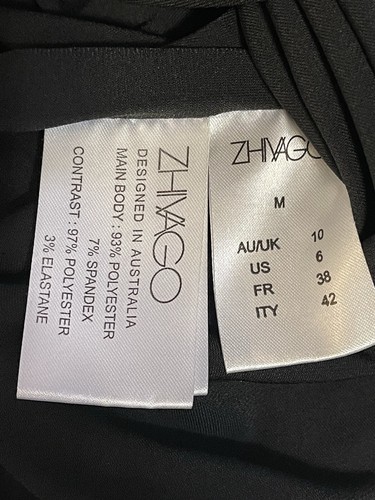 ZHIVAGO
DESIGNED IN AUSTRALIA
MAIN BODY : 93% POLYESTER
7% SPANDEX
CONTRAST : 97% POLYESTER
3% ELASTANE
ZHIVAGO
M
AU/UK 10
US 6
FR 38
ITY 42